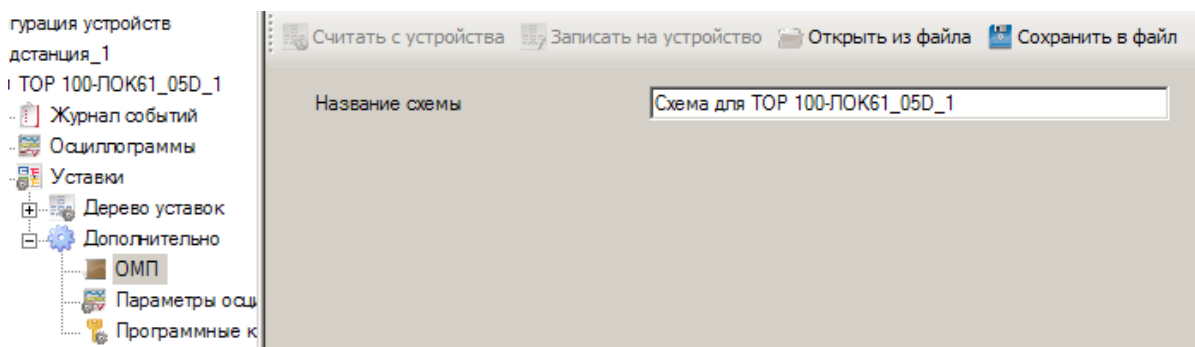 гурация устройств
дстанция_1
ТОР 100-ЛОК61_05D_1
Журнал событий
Осциллограммы
Уставки
Дерево уставок
Дополнительно
ОМП
Параметры осц
Программные к
Считать с устройства Записать на устройство Открыть из файла Сохранить в файл
Название схемы Схема для ТОР 100-ЛОК61_05D_1